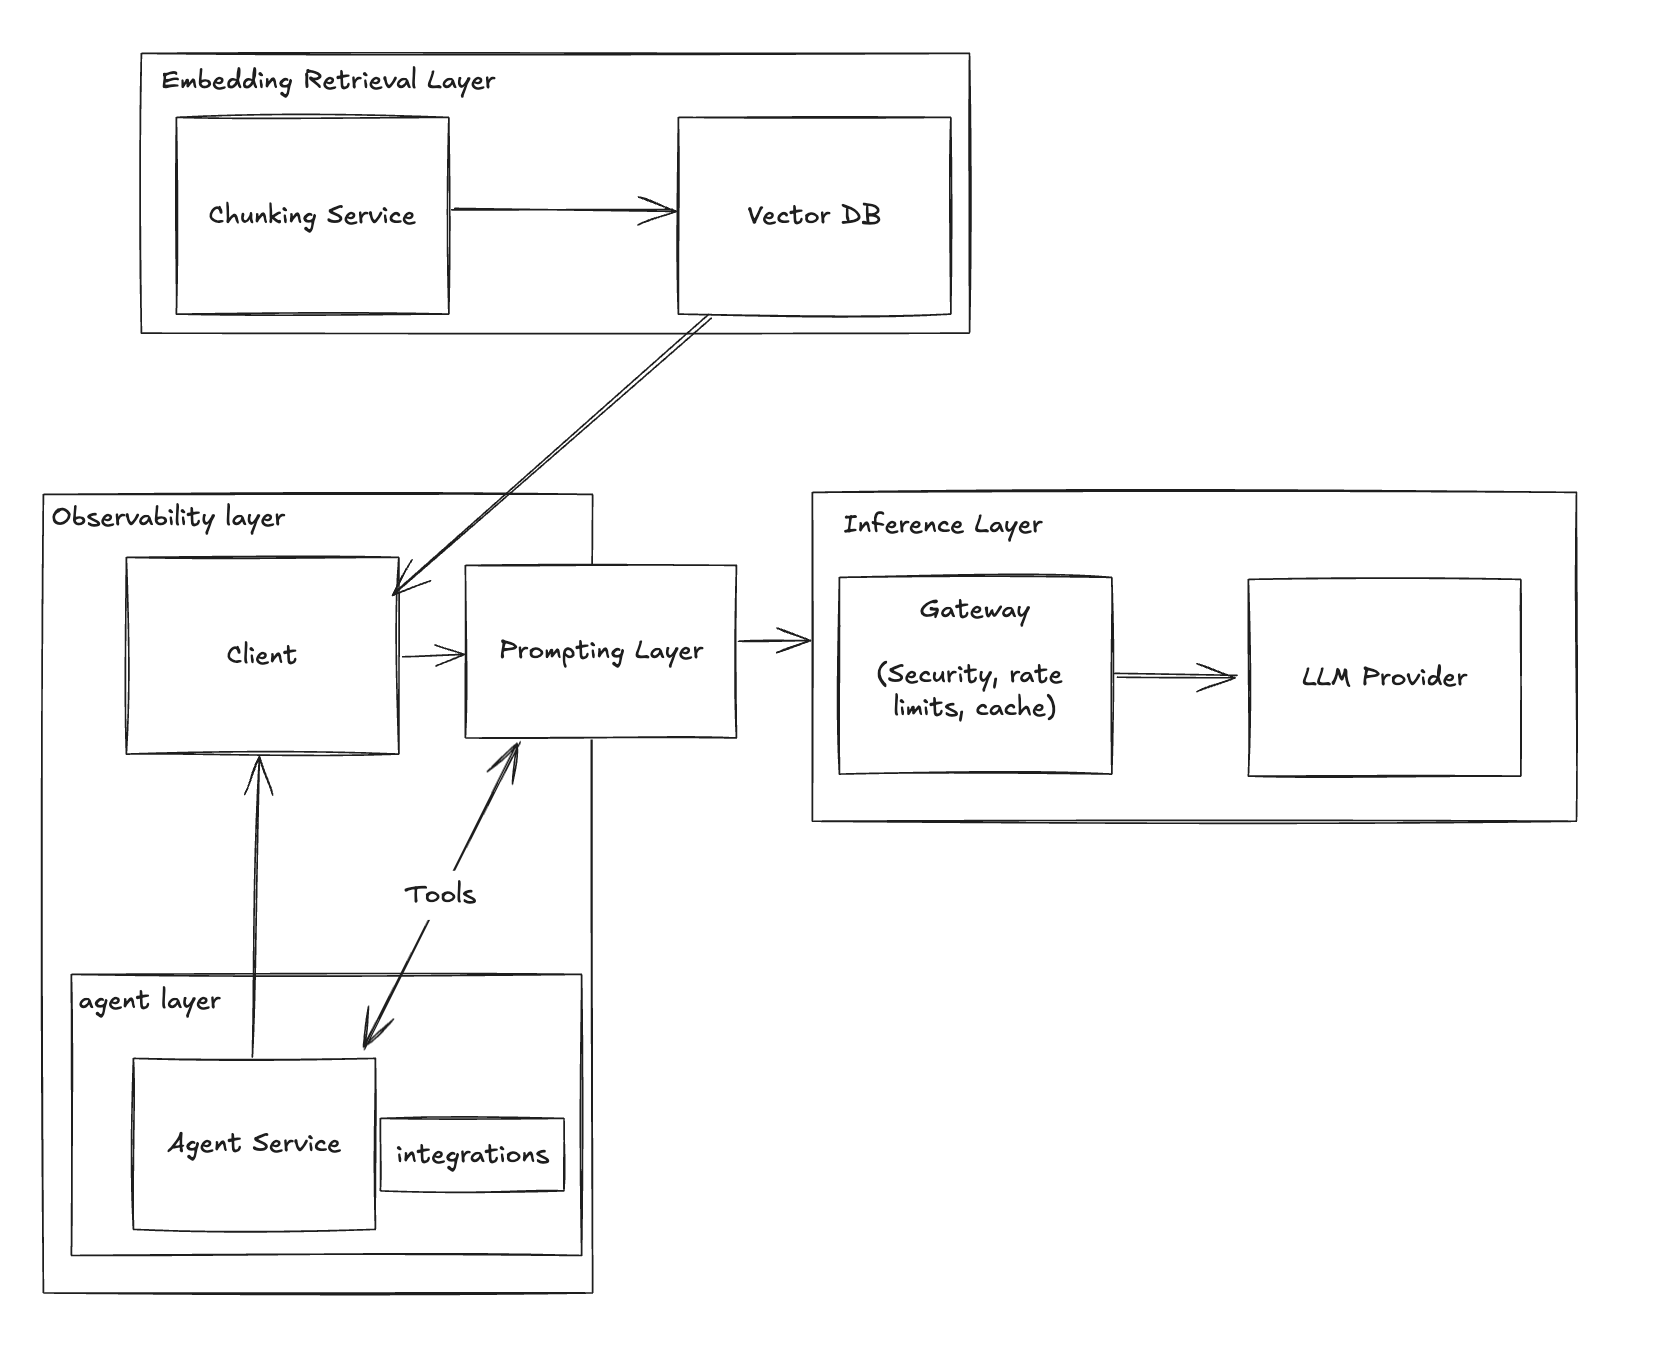 Embedding Retrieval Layer
Chunking Service
Vector DB
Observability layer
Client
Prompting Layer
Inference Layer
Gateway
(Security, rate
limits, cache)
LLM Provider
Tools
agent layer
Agent Service
integrations